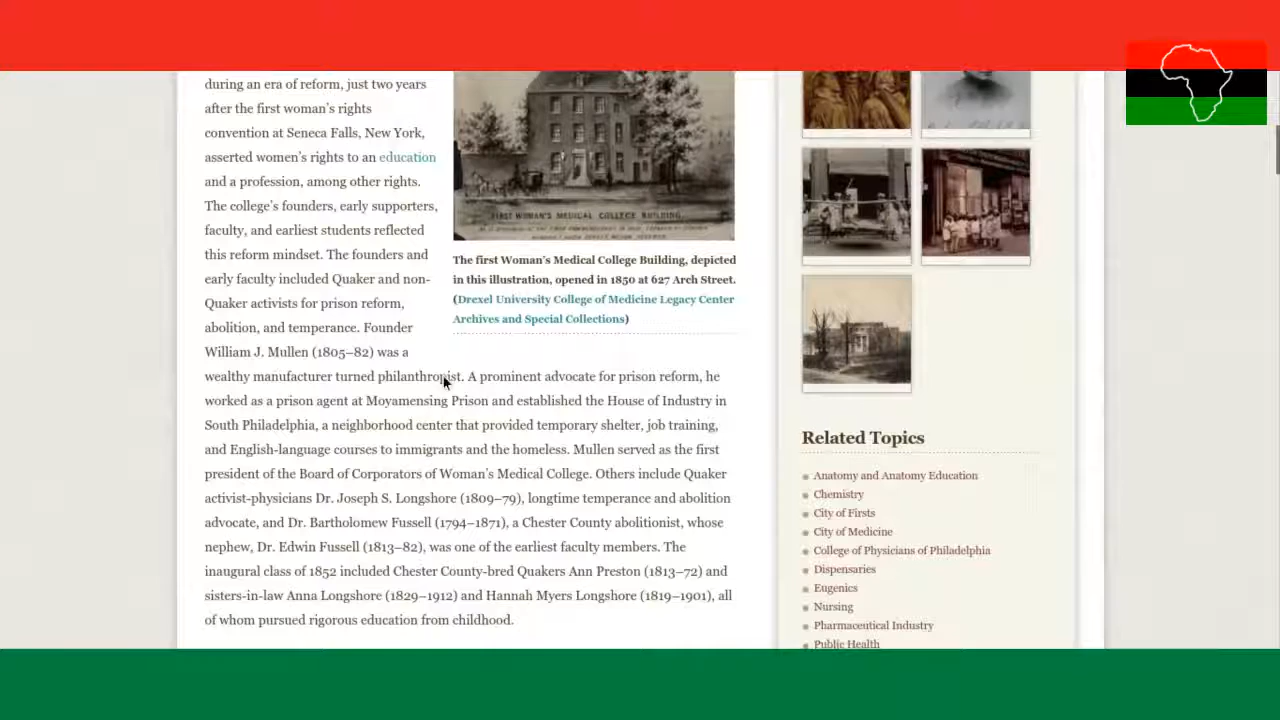 during an era of reform, just two years
after the first woman's rights
convention at Seneca Falls, New York,
asserted women's rights to an education
and a profession, among other rights.
The college's founders, early supporters,
faculty, and earliest students reflected
this reform mindset. The founders and
early faculty included Quaker and non-
Quaker activists for prison reform,
abolition, and temperance. Founder
William J. Mullen (1805–82) was a
wealthy manufacturer turned philanthropist. A prominent advocate for prison reform, he
worked as a prison agent at Moyamensing Prison and established the House of Industry in
South Philadelphia, a neighborhood center that provided temporary shelter, job training,
and English-language courses to immigrants and the homeless. Mullen served as the first
president of the Board of Corporators of Woman's Medical College. Others include Quaker
activist-physicians Dr. Joseph S. Longshore (1809–79), longtime temperance and abolition
advocate, and Dr. Bartholomew Fussell (1794–1871), a Chester County abolitionist, whose
nephew, Dr. Edwin Fussell (1813–82), was one of the earliest faculty members. The
inaugural class of 1852 included Chester County-bred Quakers Ann Preston (1813–72) and
sisters-in-law Anna Longshore (1829–1912) and Hannah Myers Longshore (1819–1901), all
of whom pursued rigorous education from childhood.
FIRST WOMAN'S MEDICAL COLLEGE BUILDING.
The first Woman's Medical College Building, depicted
in this illustration, opened in 1850 at 627 Arch Street.
(Drexel University College of Medicine Legacy Center
Archives and Special Collections)
Related Topics
Anatomy and Anatomy Education
Chemistry
City of Firsts
City of Medicine
College of Physicians of Philadelphia
Dispensaries
Eugenics
Nursing
Pharmaceutical Industry
Public Health